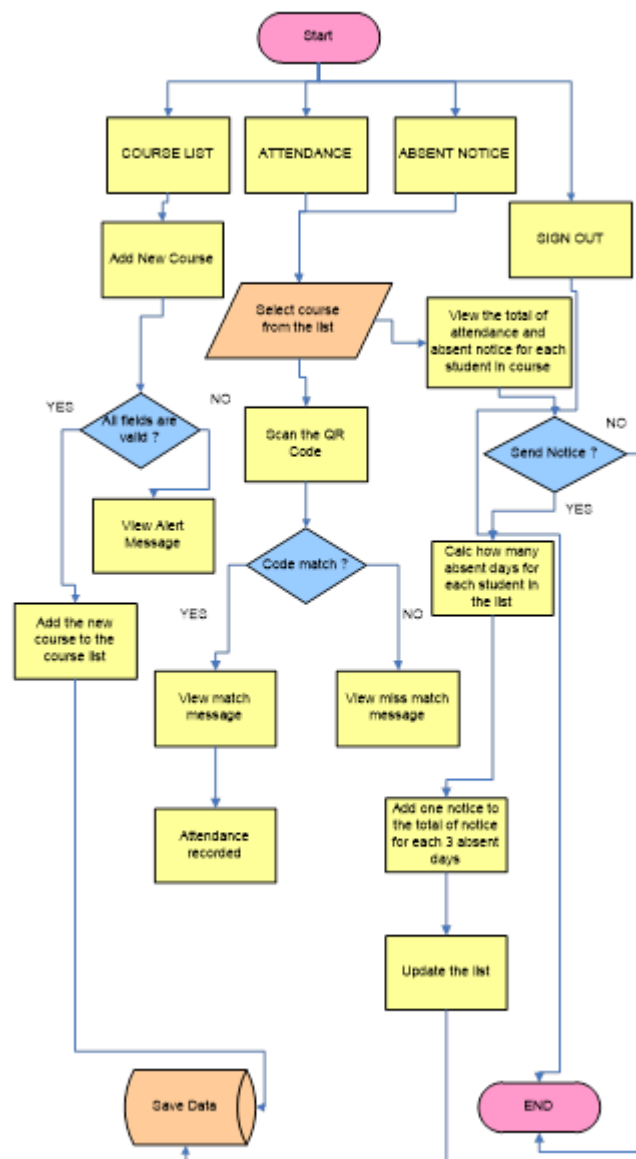 Start
COURSE LIST
ATTENDANCE
ABSENT NOTICE
SIGN OUT
Add New Course
Select course
from the list
View the total of
attendance and
absent notice for each
student in course
YES
All fields are
valid ?
NO
Scan the QR
Code
Send Notice ?
NO
YES
View Alert
Message
Code match ?
Calc how many
absent days for
each student in
the list
Add the new
course to the
course list
YES
NO
View match
message
View miss match
message
Attendance
recorded
Add one notice to
the total of notice
for each 3 absent
days
Update the list
Save Data
END